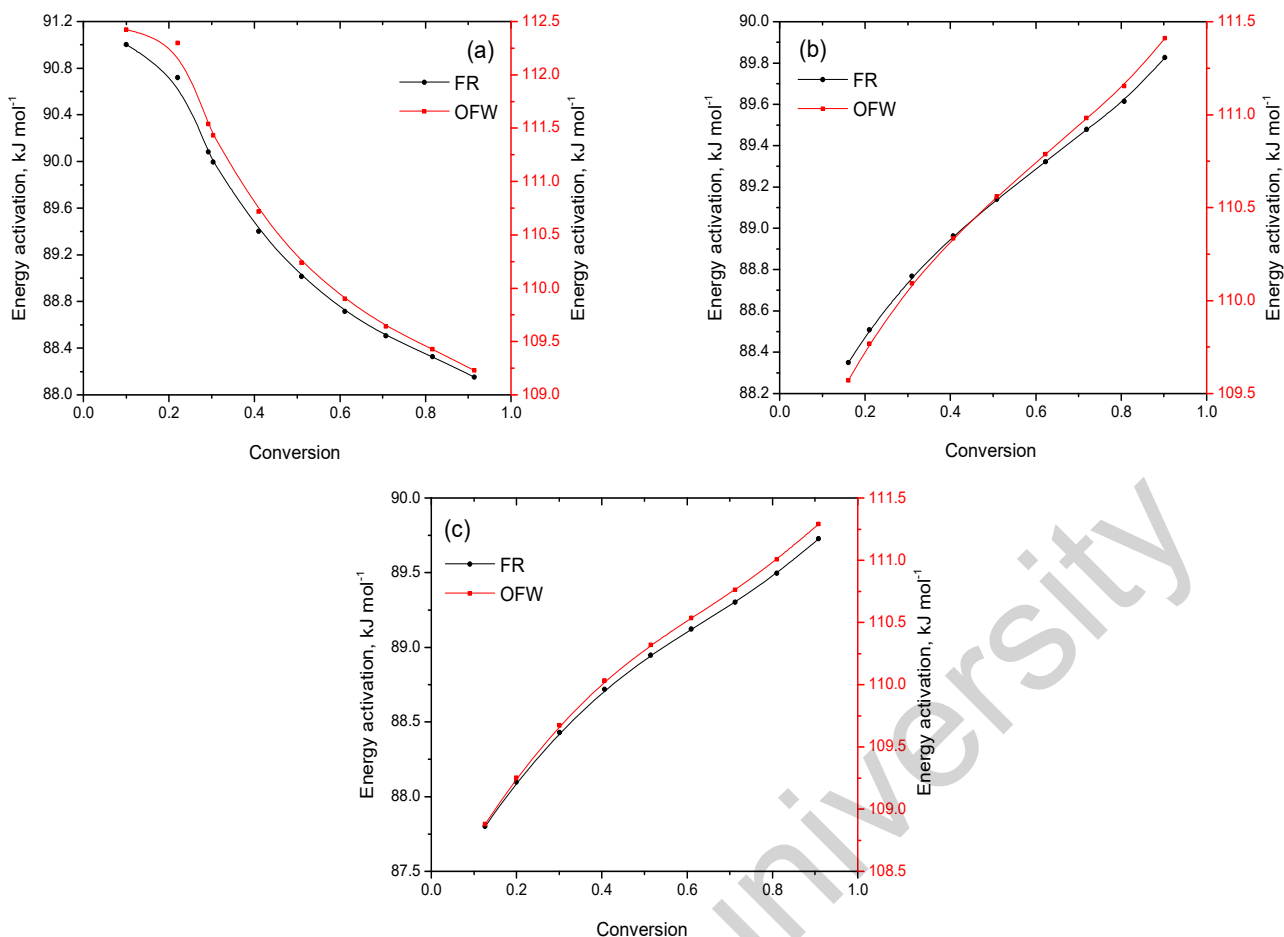 (a)
FR
OFW
91.2
90.8
90.4
90.0
89.6
89.2
88.8
88.4
88.0
112.5
112.0
111.5
111.0
110.5
110.0
109.5
109.0
0.0 0.2 0.4 0.6 0.8 1.0
Energy activation, kJ mol-1
Energy activation, kJ mol-1
Conversion
(b)
FR
OFW
90.0
89.8
89.6
89.4
89.2
89.0
88.8
88.6
88.4
88.2
111.5
111.0
110.5
110.0
109.5
0.0 0.2 0.4 0.6 0.8 1.0
Energy activation, kJ mol-1
Energy activation, kJ mol-1
Conversion
(c)
FR
OFW
90.0
89.5
89.0
88.5
88.0
87.5
111.5
111.0
110.5
110.0
109.5
109.0
108.5
0.0 0.2 0.4 0.6 0.8 1.0
Energy activation, kJ mol-1
Energy activation, kJ mol-1
Conversion
university